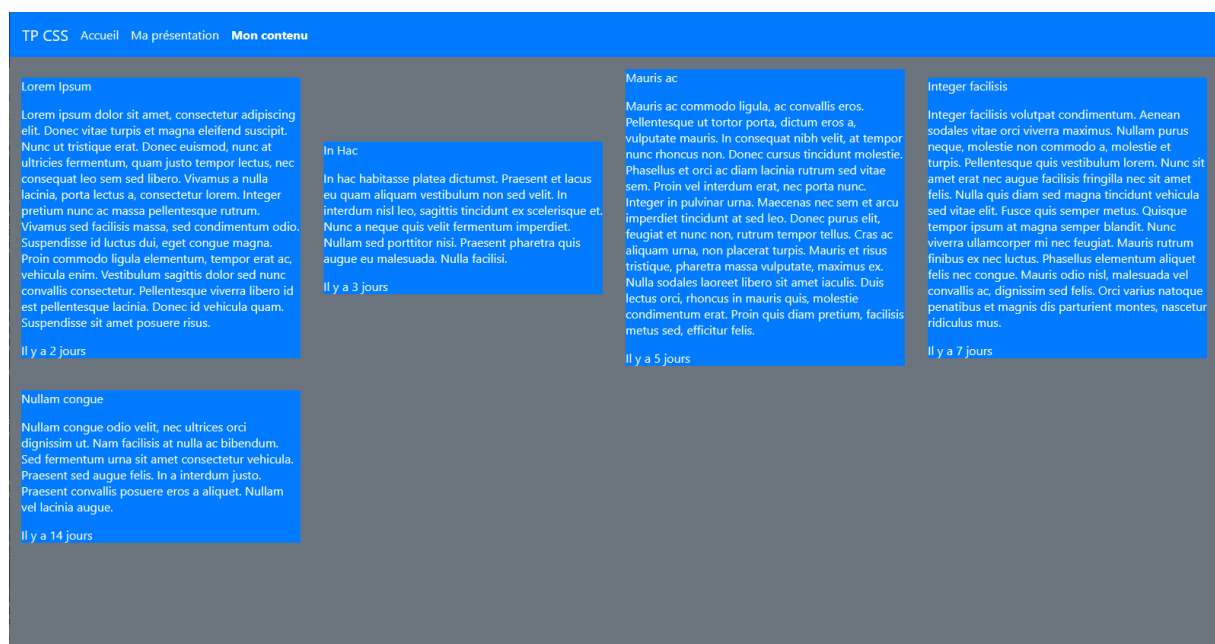 TP CSS Accueil Ma présentation Mon contenu
Lorem Ipsum
Lorem ipsum dolor sit amet, consectetur adipiscing
elit. Donec vitae turpis et magna eleifend suscipit.
Nunc ut tristique erat. Donec euismod, nunc at
ultricies fermentum, quam justo tempor lectus, nec
consequat leo sem sed libero. Vivamus a nulla
lacinia, porta lectus a, consectetur lorem. Integer
pretium nunc ac massa pellentesque rutrum.
Vivamus sed facilisis massa, sed condimentum odio.
Suspendisse id luctus dui, eget congue magna.
Proin commodo ligula elementum, tempor erat ac,
vehicula enim. Vestibulum sagittis dolor sed nunc
convallis consectetur. Pellentesque viverra libero id
est pellentesque lacinia. Donec id vehicula quam.
Suspendisse sit amet posuere risus.
Il y a 2 jours
In Hac
In hac habitasse platea dictumst. Praesent et lacus
eu quam aliquam vestibulum non sed velit. In
interdum nisl leo, sagittis tincidunt ex scelerisque et.
Nunc a neque quis velit fermentum imperdiet.
Nullam sed porttitor nisi. Praesent pharetra quis
augue eu malesuada. Nulla facilisi.
Il y a 3 jours
Mauris ac
Mauris ac commodo ligula, ac convallis eros.
Pellentesque ut tortor porta, dictum eros a,
vulputate mauris. In consequat nibh velit, at tempor
nunc rhoncus non. Donec cursus tincidunt molestie.
Phasellus et orci ac diam lacinia rutrum sed vitae
sem. Proin vel interdum erat, nec porta nunc.
Integer in pulvinar urna. Maecenas nec sem et arcu
imperdiet tincidunt at sed leo. Donec purus elit,
feugiat et nunc non, rutrum tempor tellus. Cras ac
aliquam urna, non placerat turpis. Mauris et risus
tristique, pharetra massa vulputate, maximus ex.
Nulla sodales laoreet libero sit amet iaculis. Duis
lectus orci, rhoncus in mauris quis, molestie
condimentum erat. Proin quis diam pretium, facilisis
metus sed, efficitur felis.
Il y a 5 jours
Integer facilisis
Integer facilisis volutpat condimentum. Aenean
sodales vitae orci viverra maximus. Nullam purus
neque, molestie non commodo a, molestie et
turpis. Pellentesque quis vestibulum lorem. Nunc sit
amet erat nec augue facilisis fringilla nec sit amet
felis. Nulla quis diam sed magna tincidunt vehicula
sed vitae elit. Fusce quis semper metus. Quisque
tempor ipsum at magna semper blandit. Nunc
viverra ullamcorper mi nec feugiat. Mauris rutrum
finibus ex nec luctus. Phasellus elementum aliquet
felis nec congue. Mauris odio nisl, malesuada vel
convallis ac, dignissim sed felis. Orci varius natoque
penatibus et magnis dis parturient montes, nascetur
ridiculus mus.
Il y a 7 jours
Nullam congue
Nullam congue odio velit, nec ultrices orci
dignissim ut. Nam facilisis at nulla ac bibendum.
Sed fermentum urna sit amet consectetur vehicula.
Praesent sed augue felis. In a interdum justo.
Praesent convallis posuere eros a aliquet. Nullam
vel lacinia augue.
Il y a 14 jours